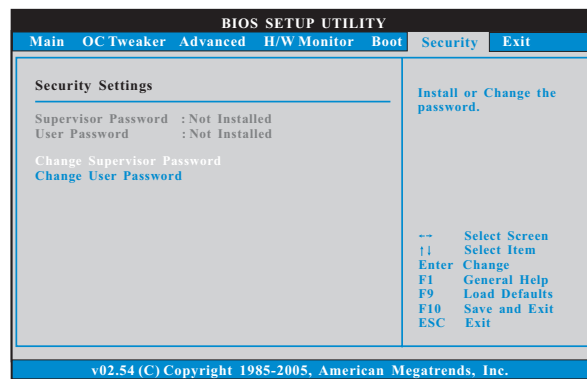 BIOS SETUP UTILITY
Main OC Tweaker Advanced H/W Monitor Boot Security Exit
Security Settings
Supervisor Password : Not Installed
User Password : Not Installed
Change Supervisor Password
Change User Password
Install or Change the
password.
←→ Select Screen
↑↓ Select Item
Enter Change
F1 General Help
F9 Load Defaults
F10 Save and Exit
ESC Exit
v02.54 (C) Copyright 1985-2005, American Megatrends, Inc.